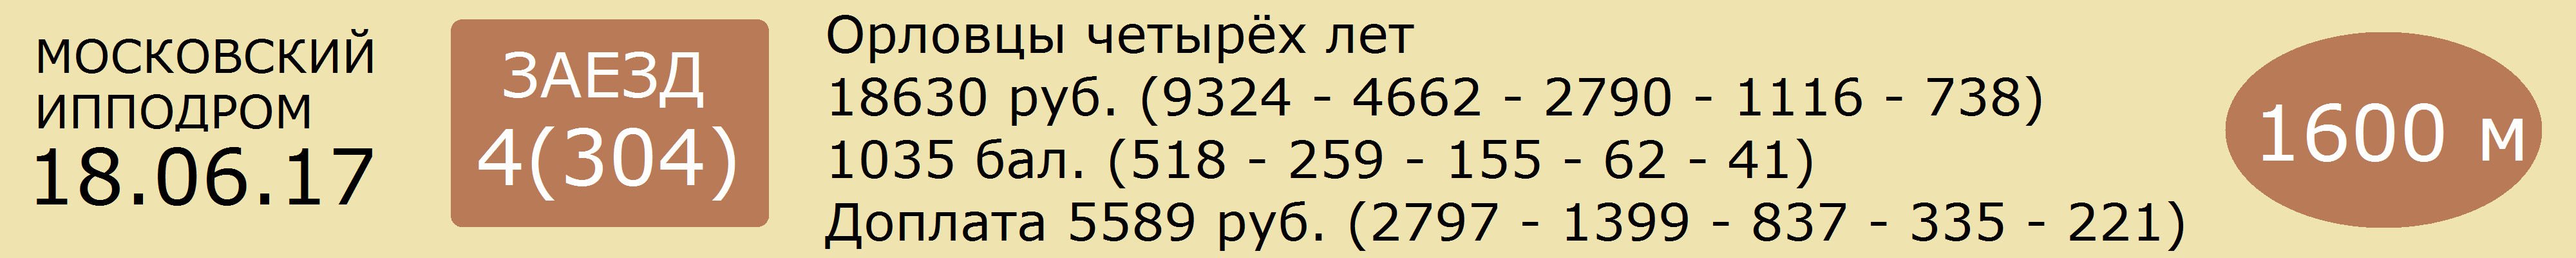 МОСКОВСКИЙ
ИППОДРОМ
18.06.17
ЗАЕЗД
4(304)
Орловцы четырёх лет
18630 руб. (9324 - 4662 - 2790 - 1116 - 738)
1035 бал. (518 - 259 - 155 - 62 - 41)
Доплата 5589 руб. (2797 - 1399 - 837 - 335 - 221)
1600 м